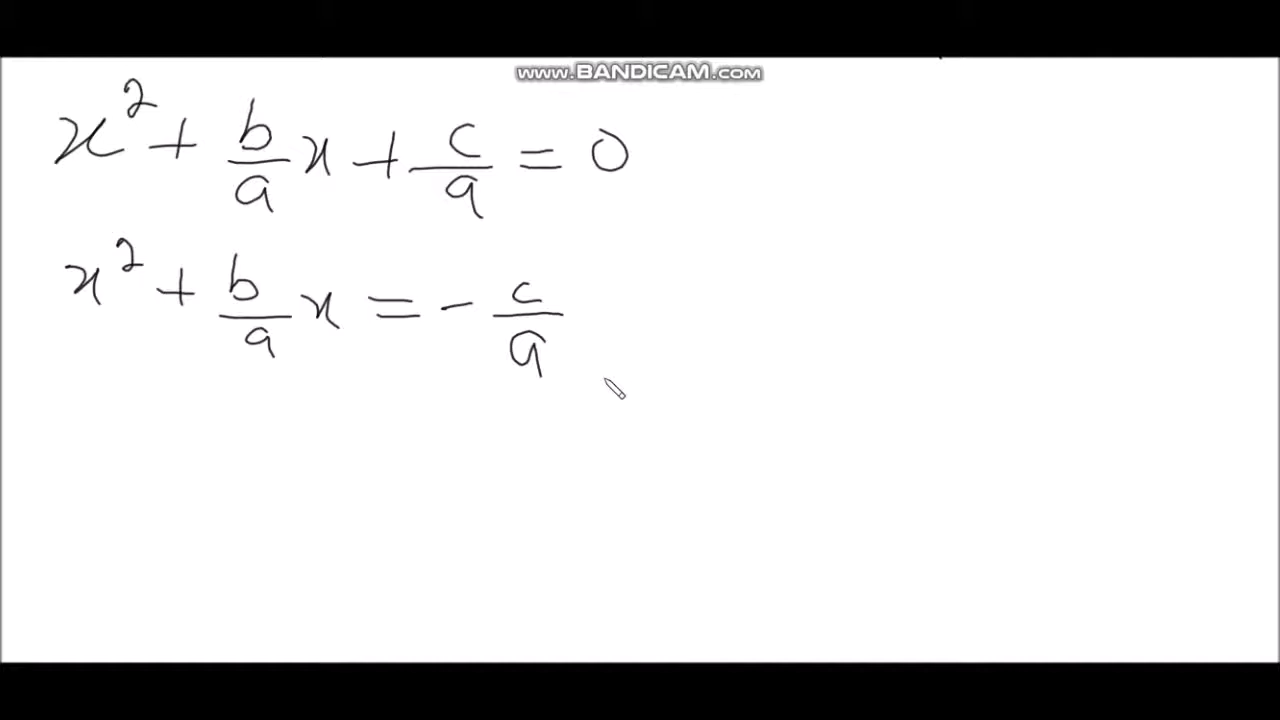 www.BANDICAM.com
x² + b/a x + c/a = 0
x² + b/a x = - c/a